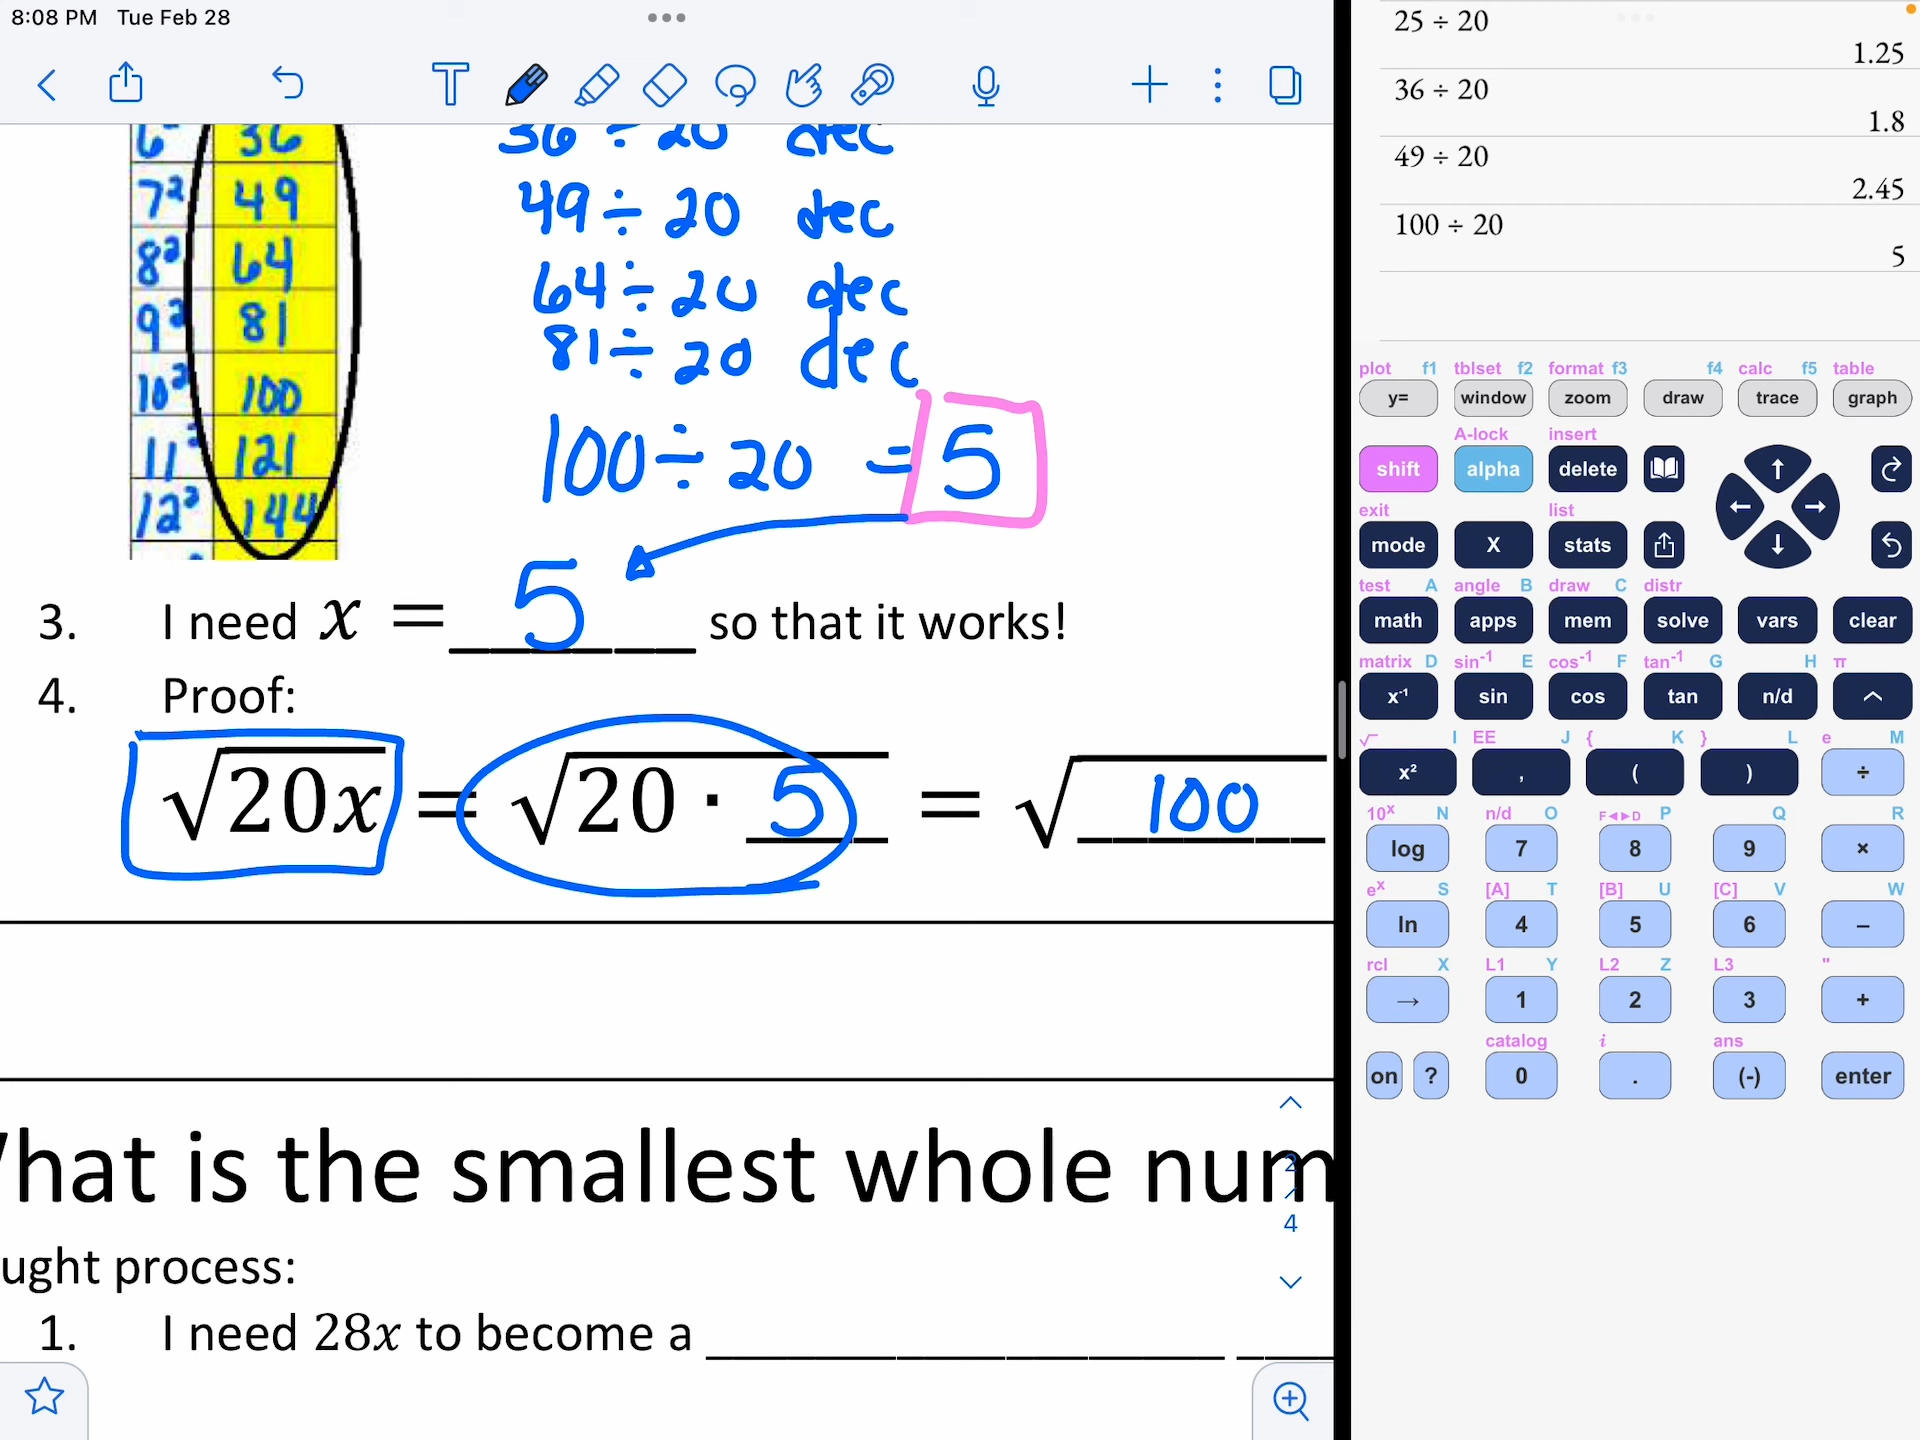 8:08 PM Tue Feb 28
T
6² 36
7² 49
8² 64
9² 81
10² 100
11² 121
12² 144
36 ÷ 20 dec
49 ÷ 20 dec
64 ÷ 20 dec
81 ÷ 20 dec
100 ÷ 20 = 5
3. I need x = 5 so that it works!
4. Proof:
√20x = √20 · 5 = √100
hat is the smallest whole num
ught process:
1. I need 28x to become a
2
4
25 ÷ 20
1.25
36 ÷ 20
1.8
49 ÷ 20
2.45
100 ÷ 20
5
plot f1 tblset f2 format f3 f4 calc f5 table
y= window zoom draw trace graph
A-lock insert
shift alpha delete
exit list
mode X stats
test A angle B draw C distr
math apps mem solve vars clear
matrix D sin⁻¹ E cos⁻¹ F tan⁻¹ G H π
x⁻¹ sin cos tan n/d ^
√ I EE J { K } L e M
x² , ( ) ÷
10ˣ N n/d O F◄►D P Q R
log 7 8 9 ×
eˣ S [A] T [B] U [C] V W
ln 4 5 6 −
rcl X L1 Y L2 Z L3 "
→ 1 2 3 +
catalog i ans
on ? 0 . (-) enter